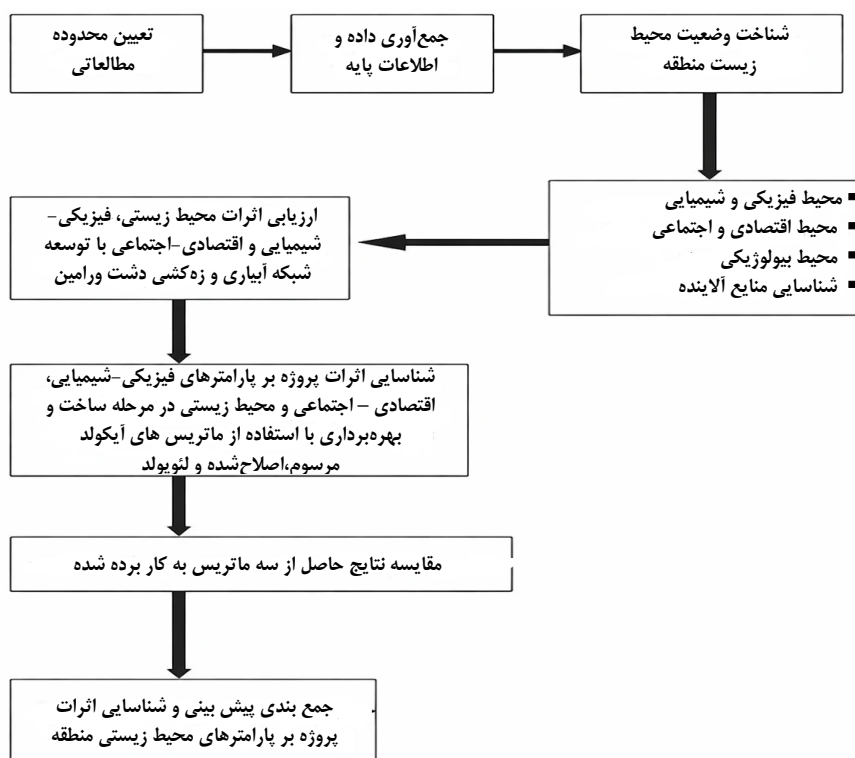 تعیین محدوده
مطالعاتی
جمع‌آوری داده و
اطلاعات پایه
شناخت وضعیت محیط
زیست منطقه
▪ محیط فیزیکی و شیمیایی
▪ محیط اقتصادی و اجتماعی
▪ محیط بیولوژیکی
▪ شناسایی منابع آلاینده
ارزیابی اثرات محیط زیستی، فیزیکی-
شیمیایی و اقتصادی-اجتماعی با توسعه
شبکه آبیاری و زه‌کشی دشت ورامین
شناسایی اثرات پروژه بر پارامترهای فیزیکی-شیمیایی،
اقتصادی – اجتماعی و محیط زیستی در مرحله ساخت و
بهره‌برداری با استفاده از ماتریس های آیکولد
مرسوم،اصلاح‌شده و لئوپولد
مقایسه نتایج حاصل از سه ماتریس به کار برده شده
جمع بندی پیش بینی و شناسایی اثرات
پروژه بر پارامترهای محیط زیستی منطقه